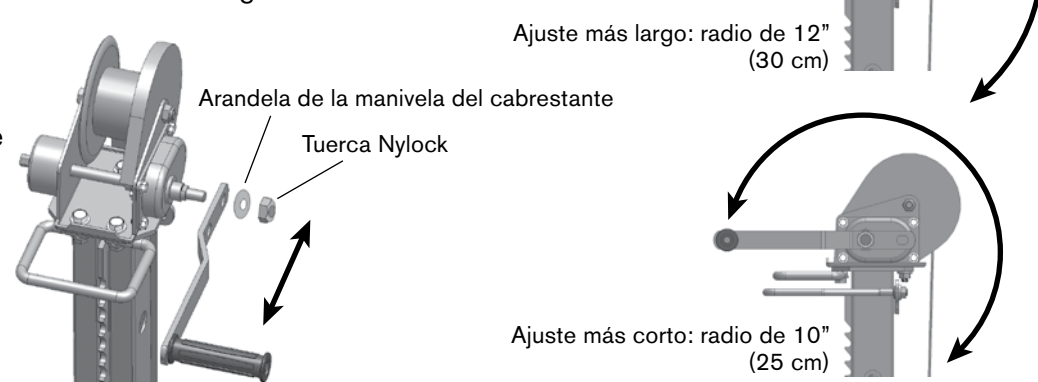 Ajuste más largo: radio de 12”
(30 cm)
Arandela de la manivela del cabrestante
Tuerca Nylock
Ajuste más corto: radio de 10”
(25 cm)